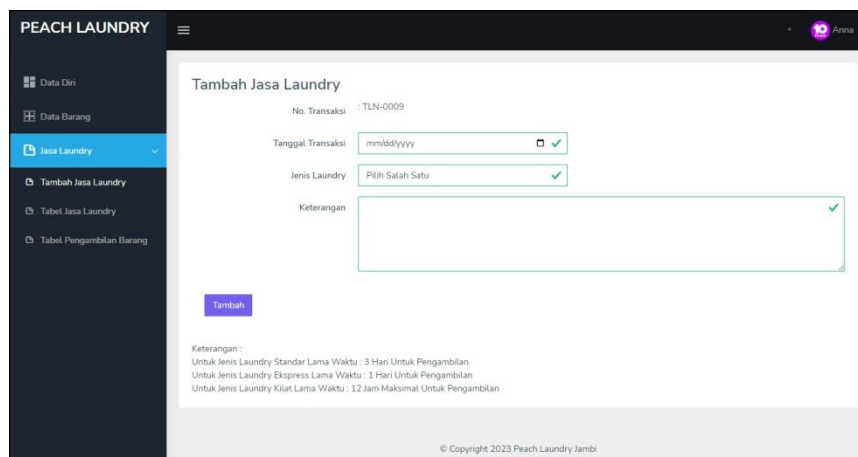 PEACH LAUNDRY
Anna
Data Diri
Data Barang
Jasa Laundry
Tambah Jasa Laundry
Tabel Jasa Laundry
Tabel Pengambilan Barang
Tambah Jasa Laundry
No. Transaksi : TLN-0009
Tanggal Transaksi mm/dd/yyyy
Jenis Laundry Pilih Salah Satu
Keterangan
Tambah
Keterangan :
Untuk Jenis Laundry Standar Lama Waktu : 3 Hari Untuk Pengambilan
Untuk Jenis Laundry Ekspress Lama Waktu : 1 Hari Untuk Pengambilan
Untuk Jenis Laundry Kilat Lama Waktu : 12 Jam Maksimal Untuk Pengambilan
© Copyright 2023 Peach Laundry Jambi